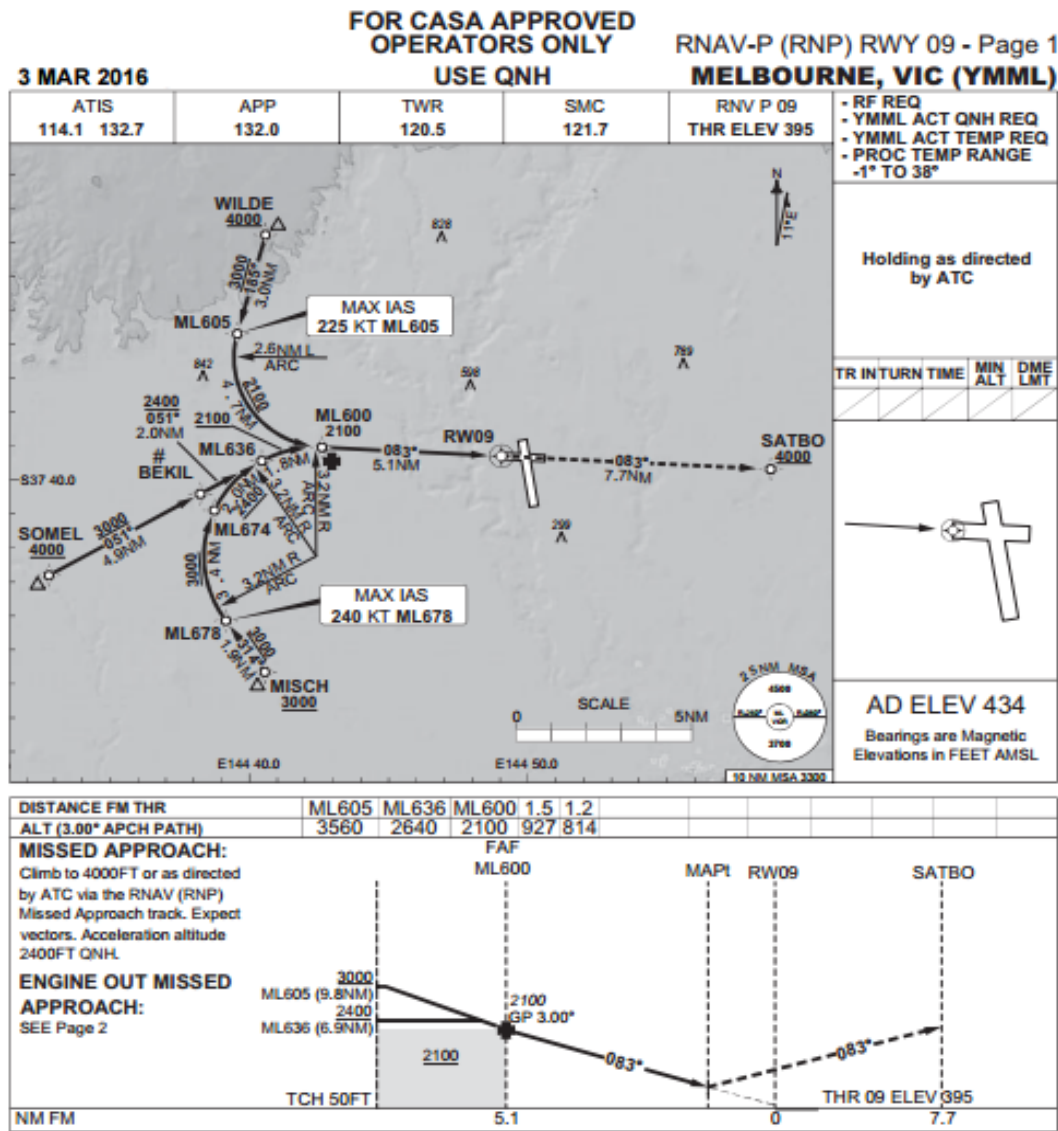 FOR CASA APPROVED
OPERATORS ONLY
RNAV-P (RNP) RWY 09 - Page 1
3 MAR 2016
USE QNH
MELBOURNE, VIC (YMML)
ATIS
114.1 132.7
APP
132.0
TWR
120.5
SMC
121.7
RNV P 09
THR ELEV 395
- RF REQ
- YMML ACT QNH REQ
- YMML ACT TEMP REQ
- PROC TEMP RANGE
-1° TO 38°
Holding as directed
by ATC
TR IN TURN TIME MIN ALT DME LMT
N
11°E
WILDE
4000
828
3000
185°
3.0NM
ML605
MAX IAS
225 KT ML605
2.6NM L
ARC
842
598
789
2100
4.7NM
2400
051°
2.0NM
2100
#
BEKIL
ML636
ML600
2100
1.8NM
RW09
083°
5.1NM
SATBO
4000
083°
7.7NM
S37 40.0
2.0NM
2400
3.2NM R
ARC
3.2NM R
ARC
ML674
SOMEL
4000
3000
051°
4.9NM
299
3000
3.4 NM
3.2NM R
ARC
MAX IAS
240 KT ML678
ML678
3000
314°
1.9NM
MISCH
3000
SCALE
0
5NM
25NM MSA
4500
3700
10 NM MSA 3300
E144 40.0
E144 50.0
AD ELEV 434
Bearings are Magnetic
Elevations in FEET AMSL
DISTANCE FM THR ML605 ML636 ML600 1.5 1.2
ALT (3.00° APCH PATH) 3560 2640 2100 927 814
MISSED APPROACH:
Climb to 4000FT or as directed
by ATC via the RNAV (RNP)
Missed Approach track. Expect
vectors. Acceleration altitude
2400FT QNH.
ENGINE OUT MISSED
APPROACH:
SEE Page 2
FAF
ML600
MAPt
RW09
SATBO
3000
ML605 (9.8NM)
2400
ML636 (6.9NM)
2100
GP 3.00°
2100
083°
083°
TCH 50FT
THR 09 ELEV 395
NM FM
5.1
0
7.7